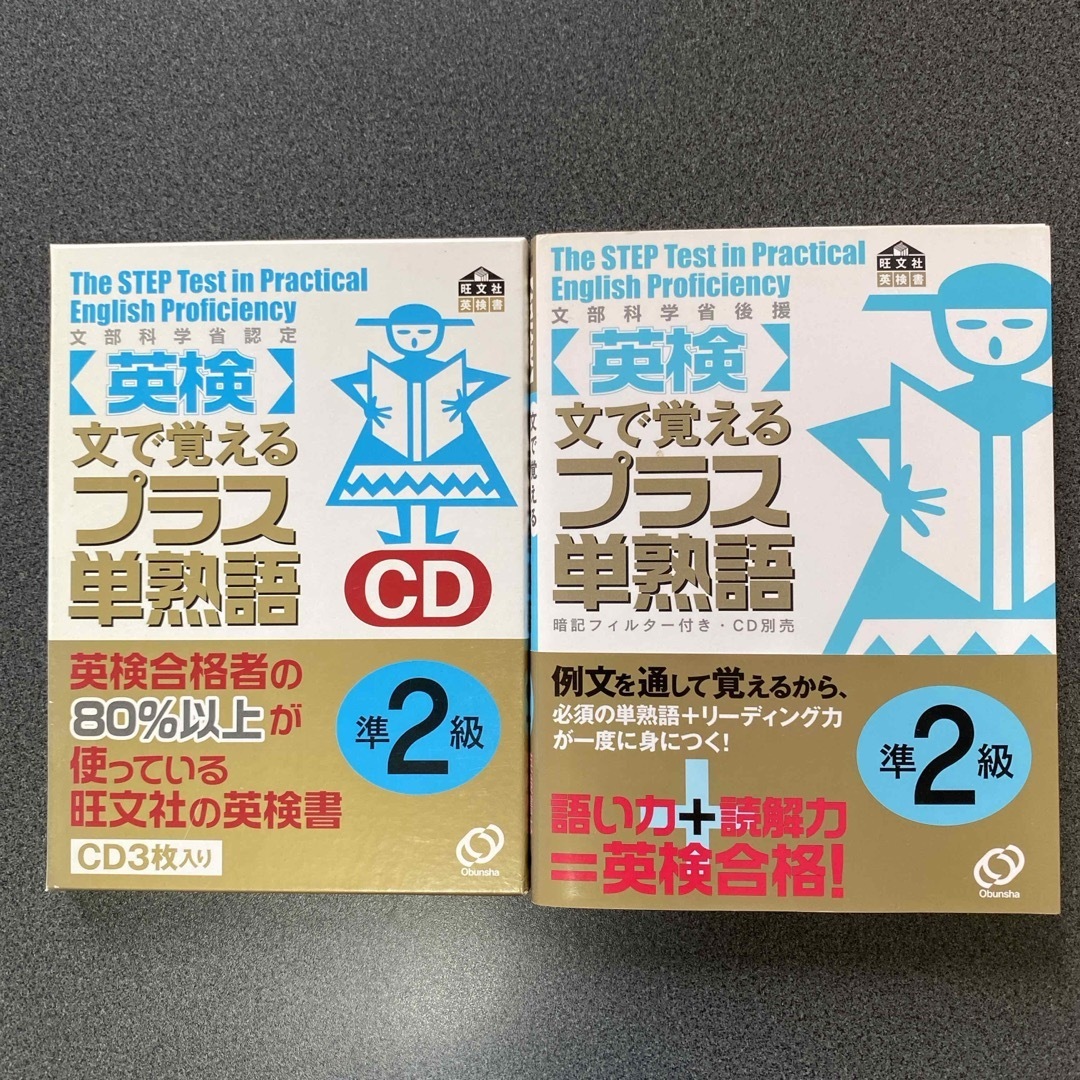 The STEP Test in Practical
English Proficiency
文部科学省認定
旺文社
英検書
【英検】
文で覚える
プラス
単熟語
CD
英検合格者の
80%以上が
使っている
旺文社の英検書
CD3枚入り
準2級
Obunsha
文で覚える
The STEP Test in Practical
English Proficiency
文部科学省後援
旺文社
英検書
【英検】
文で覚える
プラス
単熟語
暗記フィルター付き・CD別売
例文を通して覚えるから、
必須の単熟語+リーディング力
が一度に身につく!
語い力+読解力
=英検合格!
準2級
Obunsha